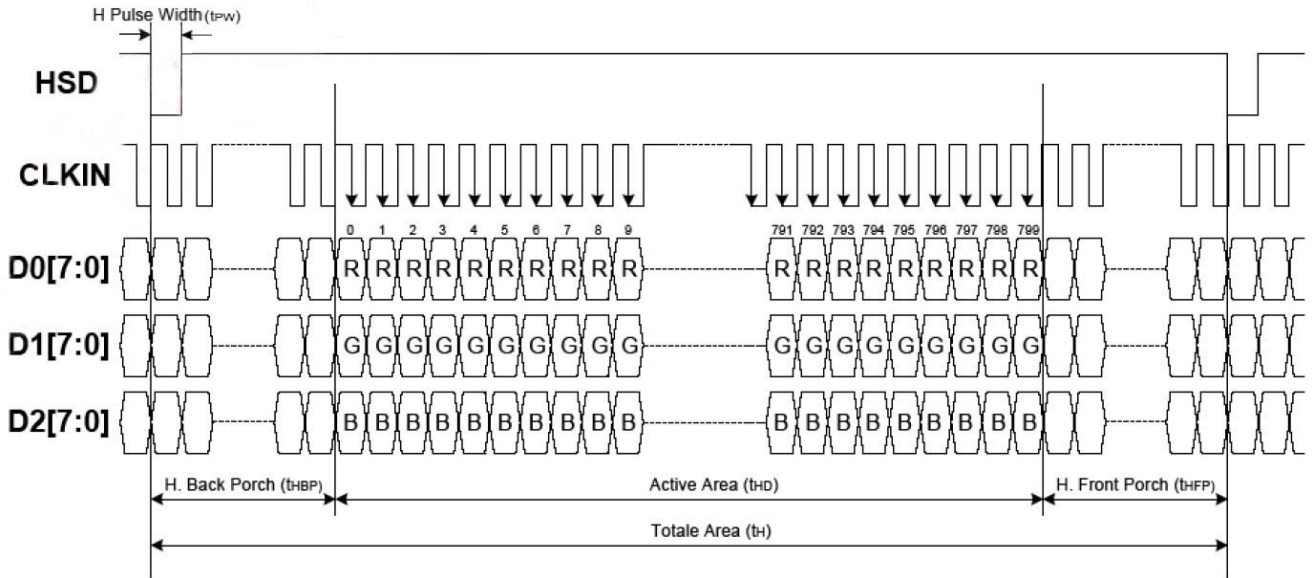 H Pulse Width (tPW)
HSD
CLKIN
0 1 2 3 4 5 6 7 8 9 791 792 793 794 795 796 797 798 799
D0[7:0] R R R R R R R R R R R R R R R R R R R
D1[7:0] G G G G G G G G G G G G G G G G G G G
D2[7:0] B B B B B B B B B B B B B B B B B B B
H. Back Porch (tHBP) Active Area (tHD) H. Front Porch (tHFP)
Totale Area (tH)